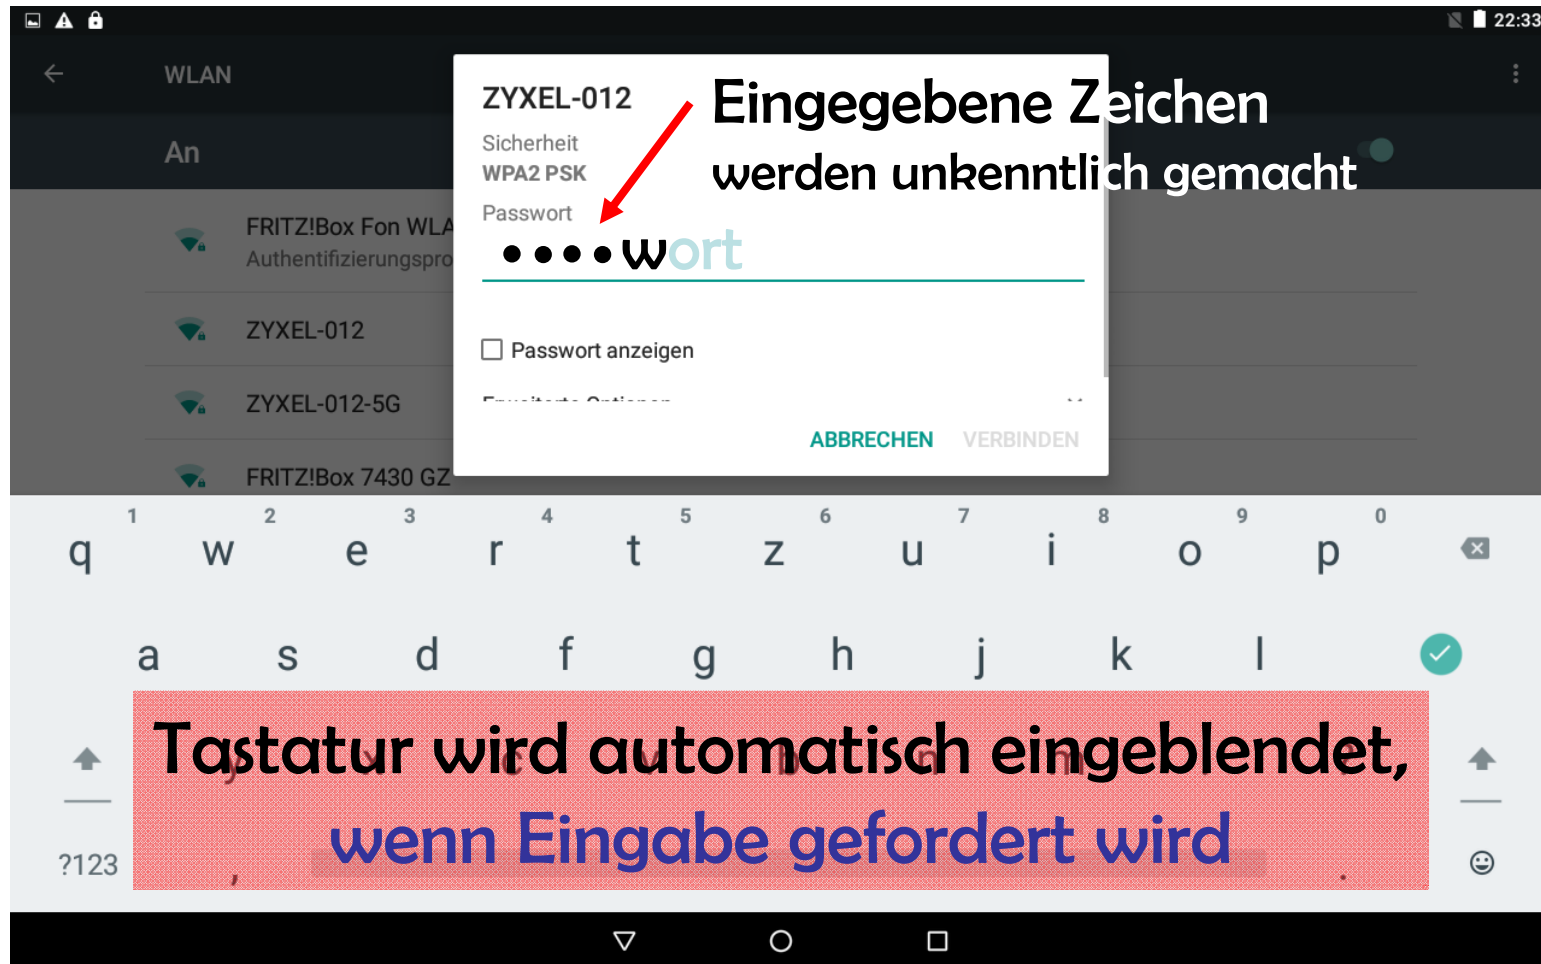 22:33
WLAN
An
FRITZ!Box Fon WLA
Authentifizierungspro
ZYXEL-012
ZYXEL-012-5G
FRITZ!Box 7430 GZ
ZYXEL-012
Sicherheit
WPA2 PSK
Passwort
••••wort
Passwort anzeigen
Erweiterte Optionen
ABBRECHEN VERBINDEN
Eingegebene Zeichen
werden unkenntlich gemacht
1 2 3 4 5 6 7 8 9 0
q w e r t z u i o p
a s d f g h j k l
y x c v b n m ! ?
Tastatur wird automatisch eingeblendet,
wenn Eingabe gefordert wird
?123 , .